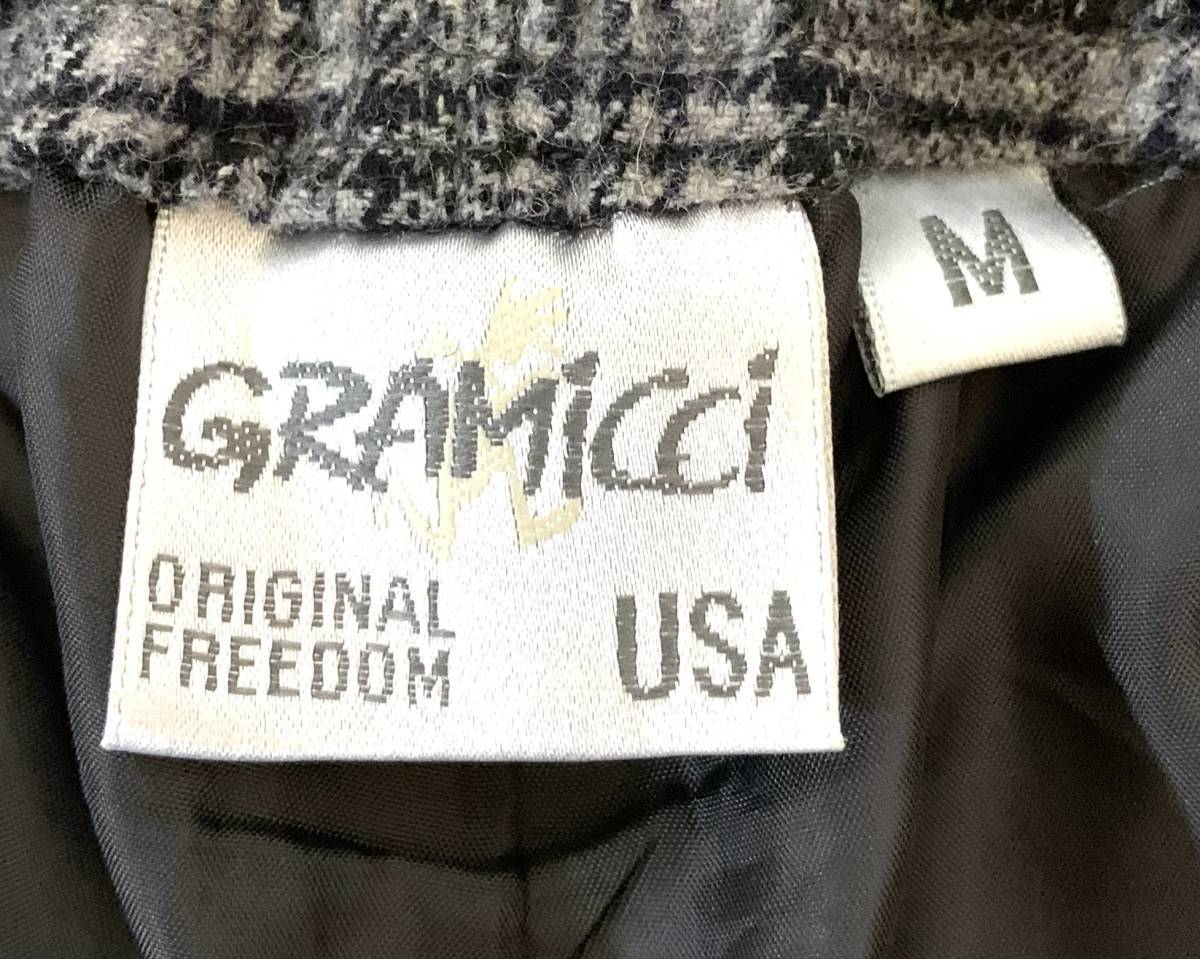 GRAMiCCi
ORIGINAL
FREEDOM
USA
M